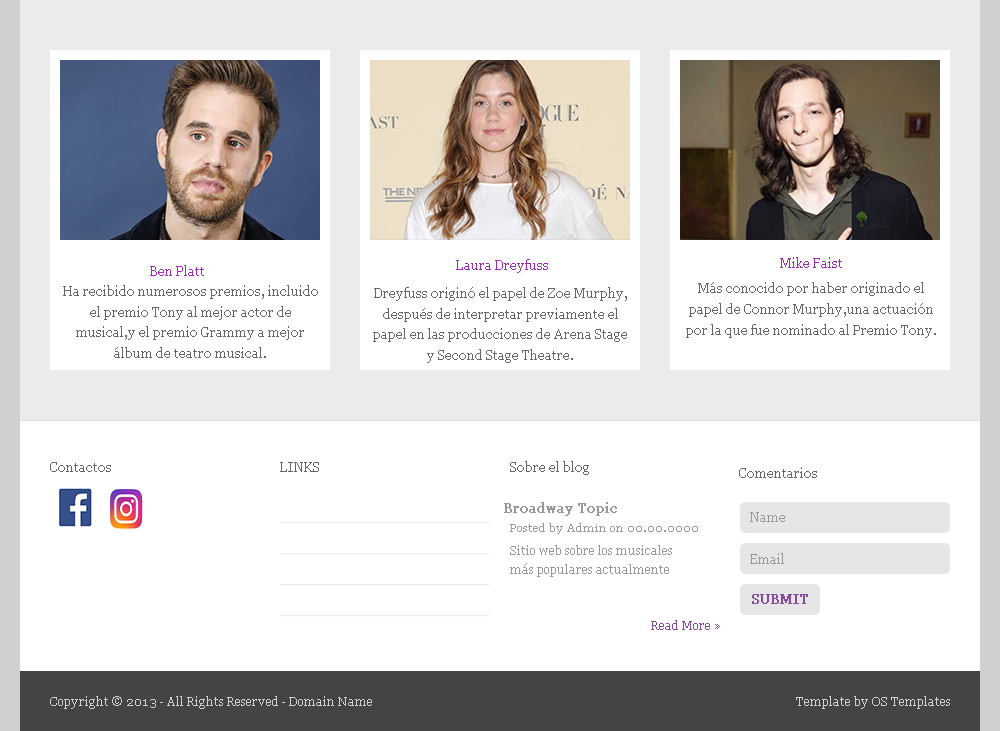 AST
OGUE
THE NE
DÉ N
Ben Platt
Ha recibido numerosos premios, incluido
el premio Tony al mejor actor de
musical,y el premio Grammy a mejor
álbum de teatro musical.
Laura Dreyfuss
Dreyfuss originó el papel de Zoe Murphy,
después de interpretar previamente el
papel en las producciones de Arena Stage
y Second Stage Theatre.
Mike Faist
Más conocido por haber originado el
papel de Connor Murphy,una actuación
por la que fue nominado al Premio Tony.
Contactos
LINKS
Sobre el blog
Broadway Topic
Posted by Admin on 00.00.0000
Sitio web sobre los musicales
más populares actualmente
Read More »
Comentarios
Name
Email
SUBMIT
Copyright © 2013 - All Rights Reserved - Domain Name
Template by OS Templates